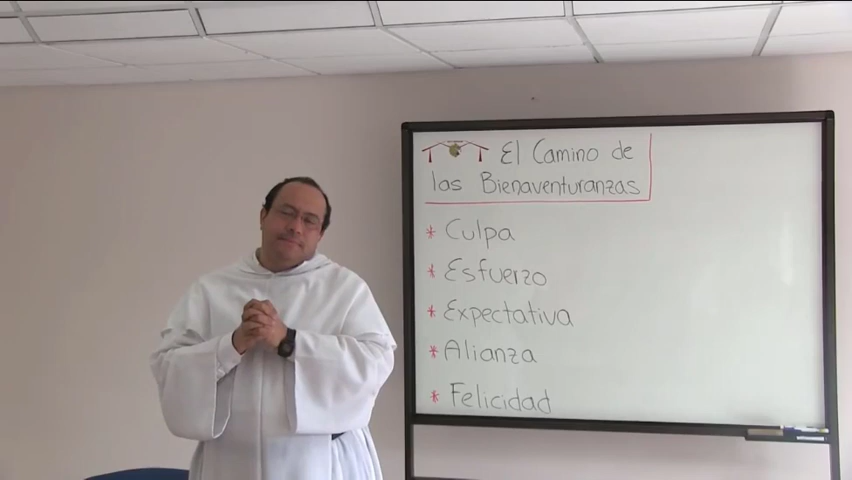 El Camino de
las Bienaventuranzas
* Culpa
* Esfuerzo
* Expectativa
* Alianza
* Felicidad